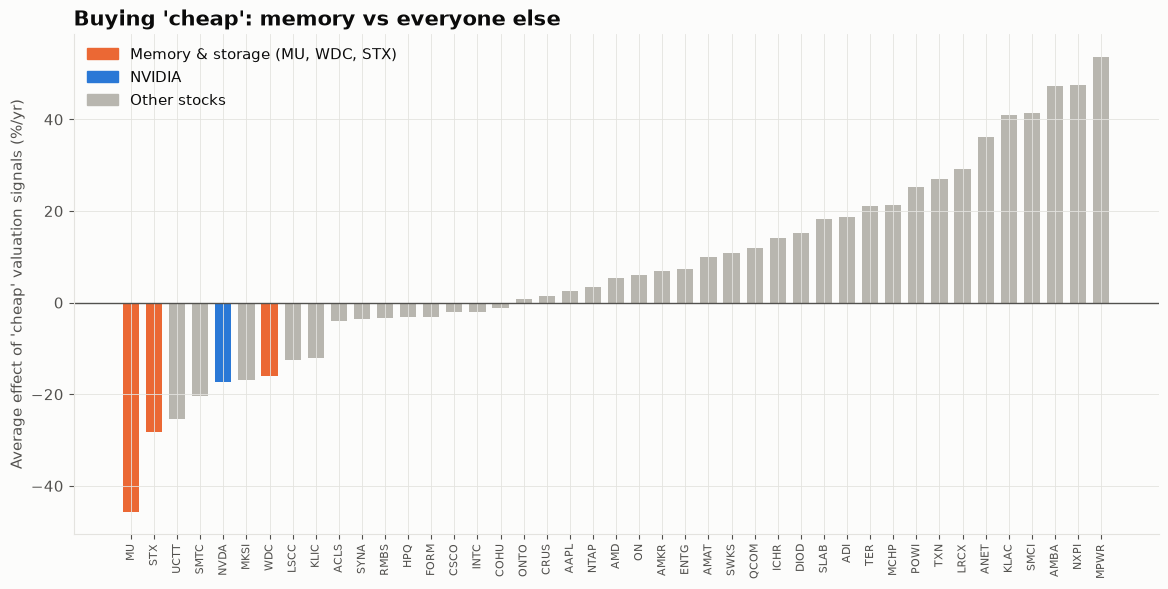 Buying 'cheap': memory vs everyone else
Memory & storage (MU, WDC, STX)
NVIDIA
Other stocks
Average effect of 'cheap' valuation signals (%/yr)
40
20
0
−20
−40
MU
STX
UCTT
SMTC
NVDA
MKSI
WDC
LSCC
KLIC
ACLS
SYNA
RMBS
HPQ
FORM
CSCO
INTC
COHU
ONTO
CRUS
AAPL
NTAP
AMD
ON
AMKR
ENTG
AMAT
SWKS
QCOM
ICHR
DIOD
SLAB
ADI
TER
MCHP
POWI
TXN
LRCX
ANET
KLAC
SMCI
AMBA
NXPI
MPWR